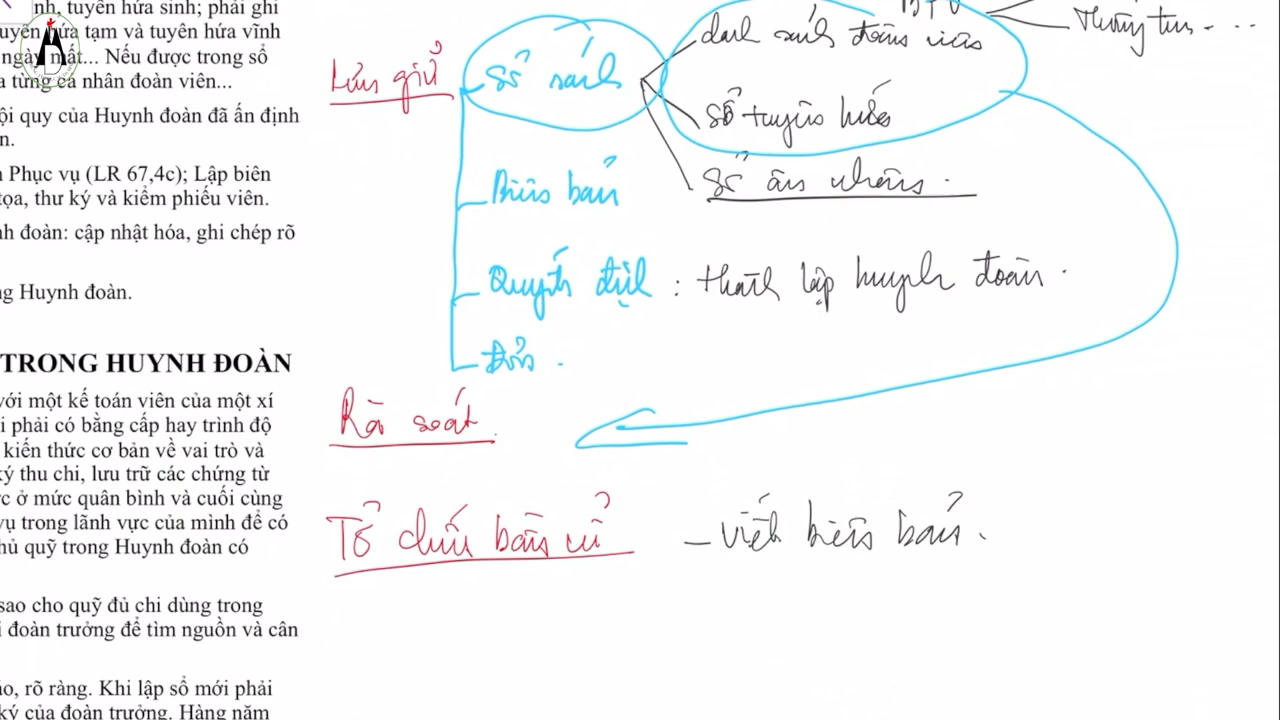 nh, tuyên hứa sinh; phải ghi
uyên hứa tạm và tuyên hứa vĩnh
ngày mất... Nếu được trong sổ
a từng cá nhân đoàn viên...
ội quy của Huynh đoàn đã ấn định
n.
n Phục vụ (LR 67,4c); Lập biên
tọa, thư ký và kiểm phiếu viên.
nh đoàn: cập nhật hóa, ghi chép rõ
ng Huynh đoàn.
TRONG HUYNH ĐOÀN
với một kế toán viên của một xí
i phải có bằng cấp hay trình độ
kiến thức cơ bản về vai trò và
ký thu chi, lưu trữ các chứng từ
rc ở mức quân bình và cuối cùng
vụ trong lãnh vực của mình để có
hủ quỹ trong Huynh đoàn có
sao cho quỹ đủ chi dùng trong
i đoàn trưởng để tìm nguồn và cân
ảo, rõ ràng. Khi lập sổ mới phải
ký của đoàn trưởng. Hàng năm
BPV
Thường tru...
Lưu giữ
Sổ sách
danh sách đoàn viên
Sổ tuyên hứa
Sổ ân nhân.
Biên bản
Quyết định : thành lập huynh đoàn.
Đơn.
Rà soát
Tổ chức bầu cử
- viết biên bản.